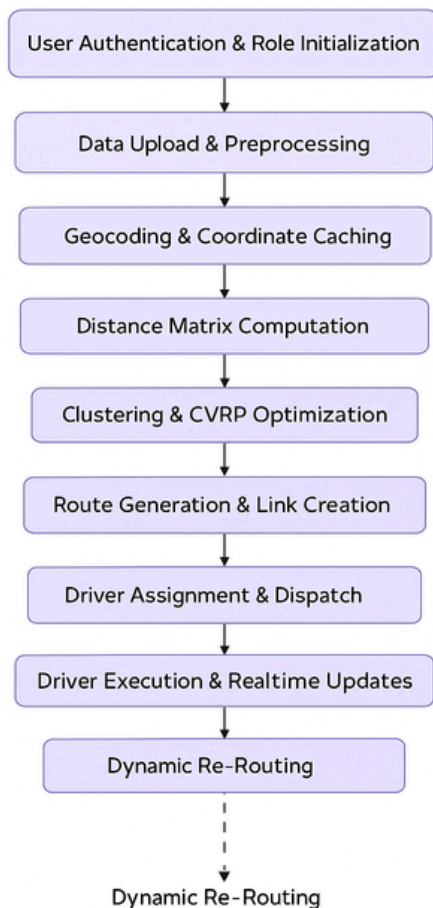 User Authentication & Role Initialization
Data Upload & Preprocessing
Geocoding & Coordinate Caching
Distance Matrix Computation
Clustering & CVRP Optimization
Route Generation & Link Creation
Driver Assignment & Dispatch
Driver Execution & Realtime Updates
Dynamic Re-Routing
Dynamic Re-Routing